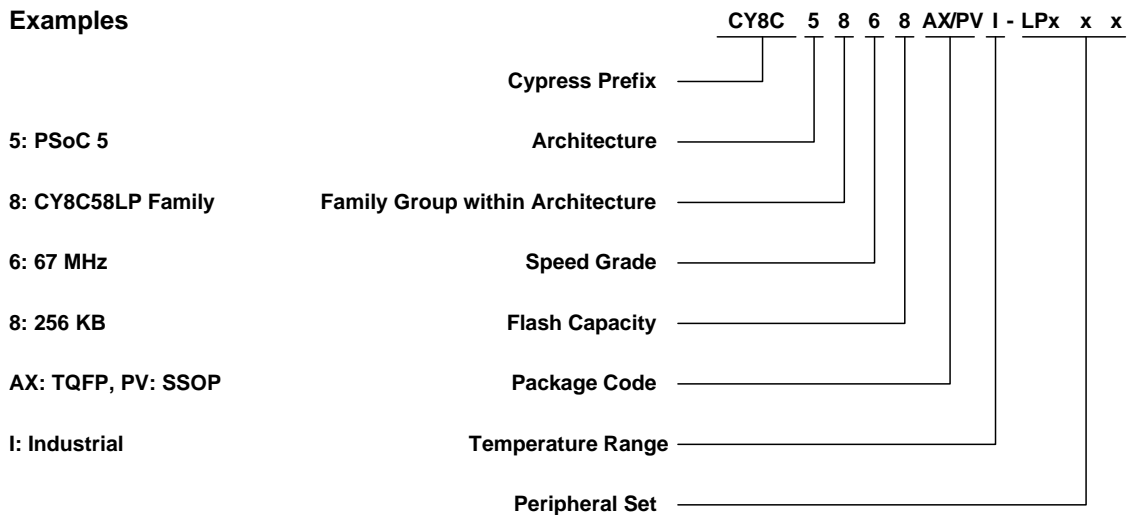 Examples CY8C 5 8 6 8 AX/PV I - LPx x x
Cypress Prefix
5: PSoC 5 Architecture
8: CY8C58LP Family Family Group within Architecture
6: 67 MHz Speed Grade
8: 256 KB Flash Capacity
AX: TQFP, PV: SSOP Package Code
I: Industrial Temperature Range
Peripheral Set